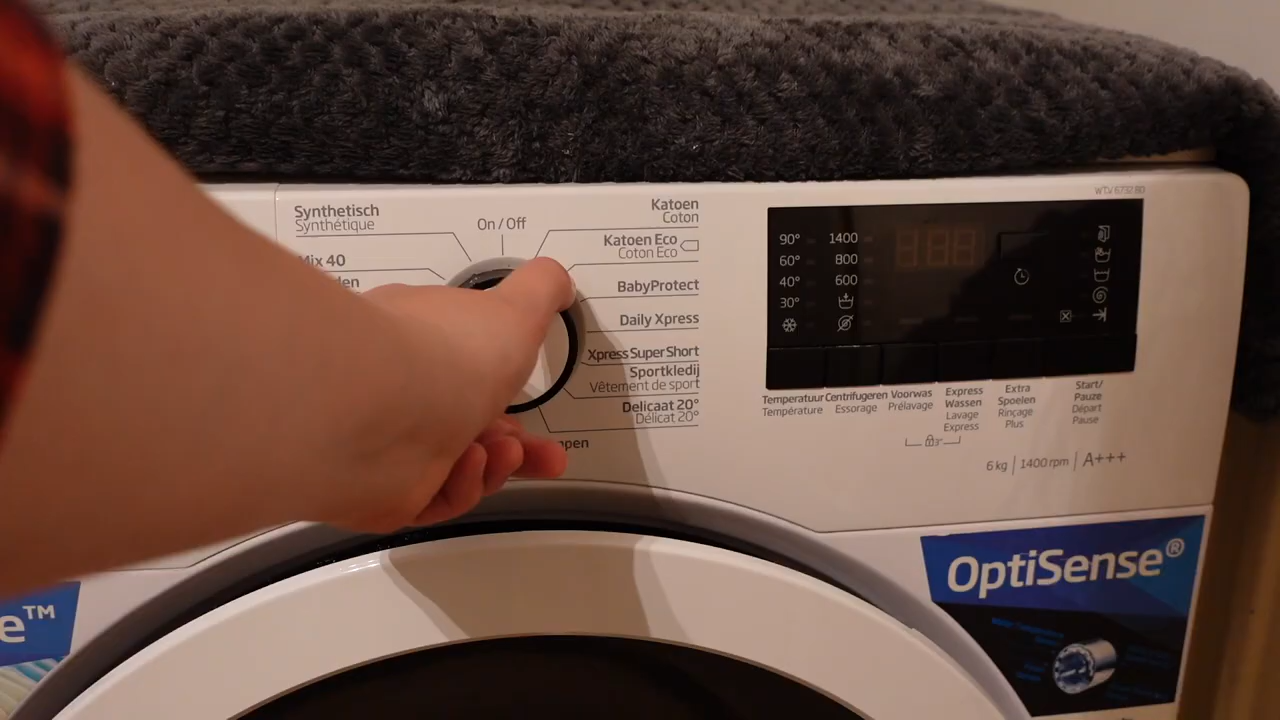 WTV 6732 B0
Synthetisch
Synthétique
On / Off
Katoen
Coton
Katoen Eco
Coton Eco
Mix 40
BabyProtect
Daily Xpress
Xpress Super Short
Sportkledij
Vêtement de sport
Delicaat 20°
Délicat 20°
90° 1400
60° 800
40° 600
30°
Temperatuur
Température
Centrifugeren
Essorage
Voorwas
Prélavage
Express
Wassen
Lavage
Express
Extra
Spoelen
Rinçage
Plus
Start/
Pauze
Départ
Pause
3"
6 kg | 1400 rpm | A+++
OptiSense®
e™